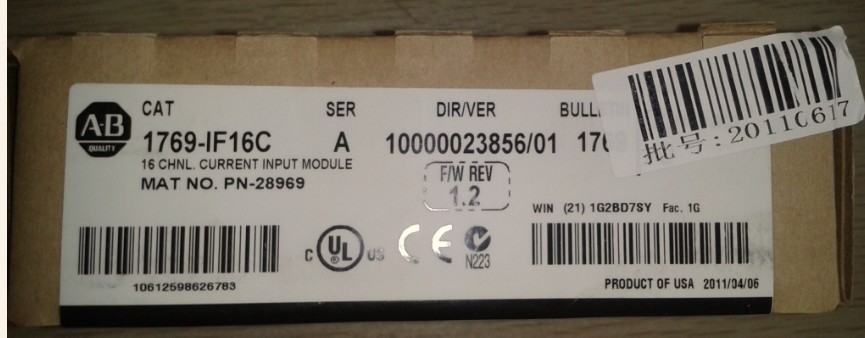 A·B
QUALITY
CAT SER DIR/VER
1769-IF16C A 10000023856/01
16 CHNL. CURRENT INPUT MODULE
MAT NO. PN-28969
F/W REV
1.2
批号:20110617
WIN (21) 1G2BD7SY Fac. 1G
C UL US CE N223
10612598626783
PRODUCT OF USA 2011/04/06